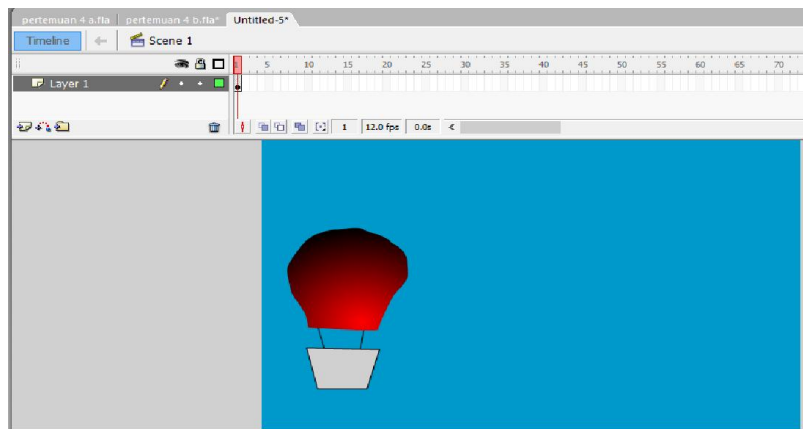 pertemuan 4 a.fla pertemuan 4 b.fla* Untitled-5*
Timeline Scene 1
5 10 15 20 25 30 35 40 45 50 55 60 65 70
Layer 1
1 12.0 fps 0.0s